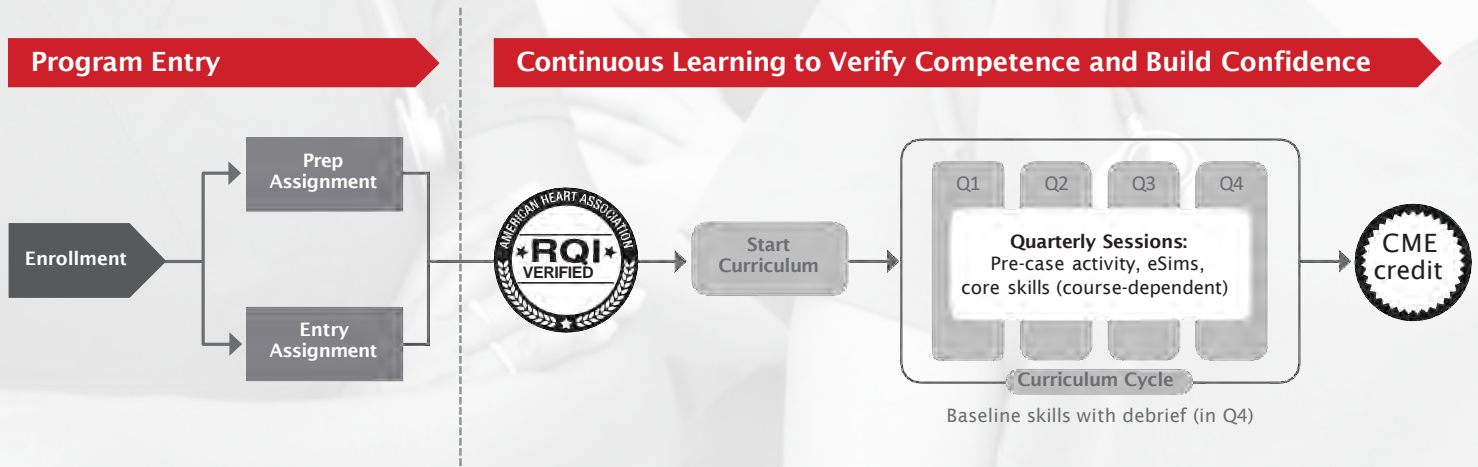 Program Entry
Continuous Learning to Verify Competence and Build Confidence
Enrollment
Prep
Assignment
Entry
Assignment
AMERICAN HEART ASSOCIATION
RQI
VERIFIED
Start
Curriculum
Q1
Q2
Q3
Q4
Quarterly Sessions:
Pre-case activity, eSims,
core skills (course-dependent)
Curriculum Cycle
Baseline skills with debrief (in Q4)
CME
credit